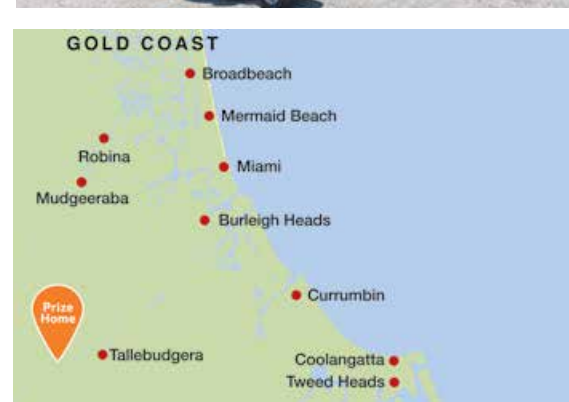 GOLD COAST
Broadbeach
Mermaid Beach
Robina
Miami
Mudgeeraba
Burleigh Heads
Currumbin
Prize
Home
Tallebudgera
Coolangatta
Tweed Heads